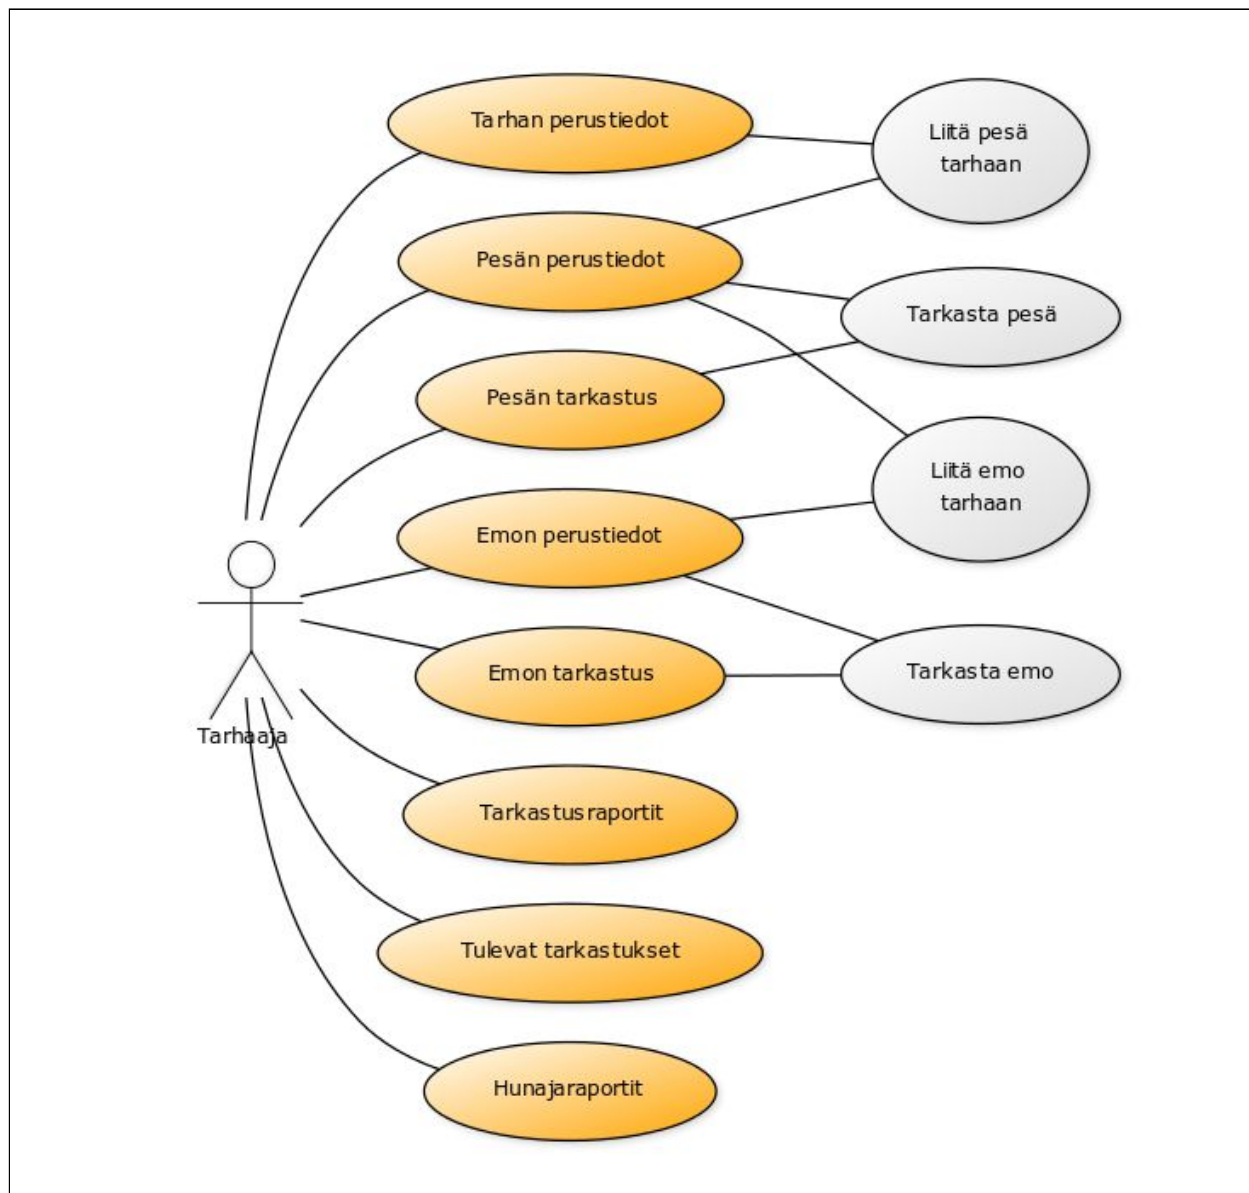 Tarhan perustiedot
Liitä pesä
tarhaan
Pesän perustiedot
Tarkasta pesä
Pesän tarkastus
Liitä emo
tarhaan
Emon perustiedot
Emon tarkastus
Tarkasta emo
Tarhaaja
Tarkastusraportit
Tulevat tarkastukset
Hunajaraportit